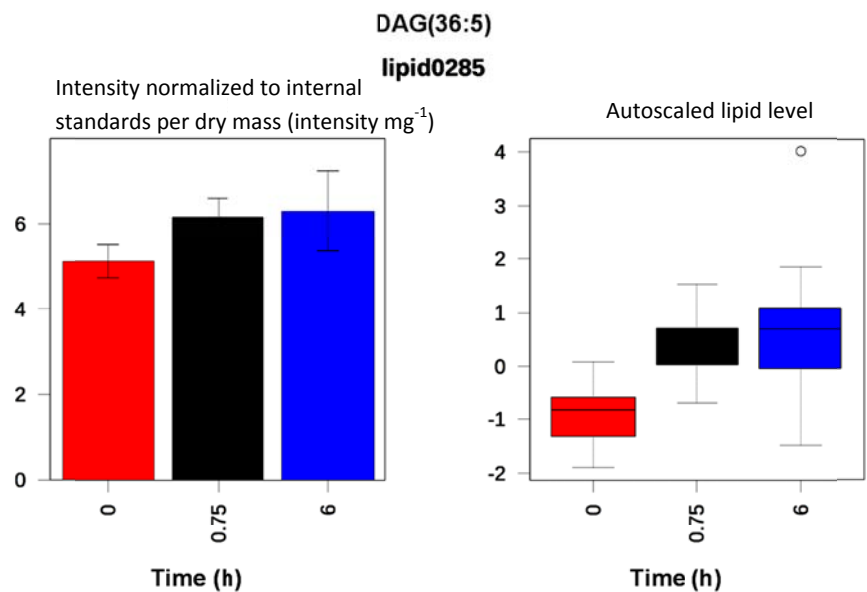 DAG(36:5)
lipid0285
Intensity normalized to internal
standards per dry mass (intensity mg⁻¹)
6
4
2
0
0
0.75
6
Time (h)
Autoscaled lipid level
4
3
2
1
0
-1
-2
0
0.75
6
Time (h)